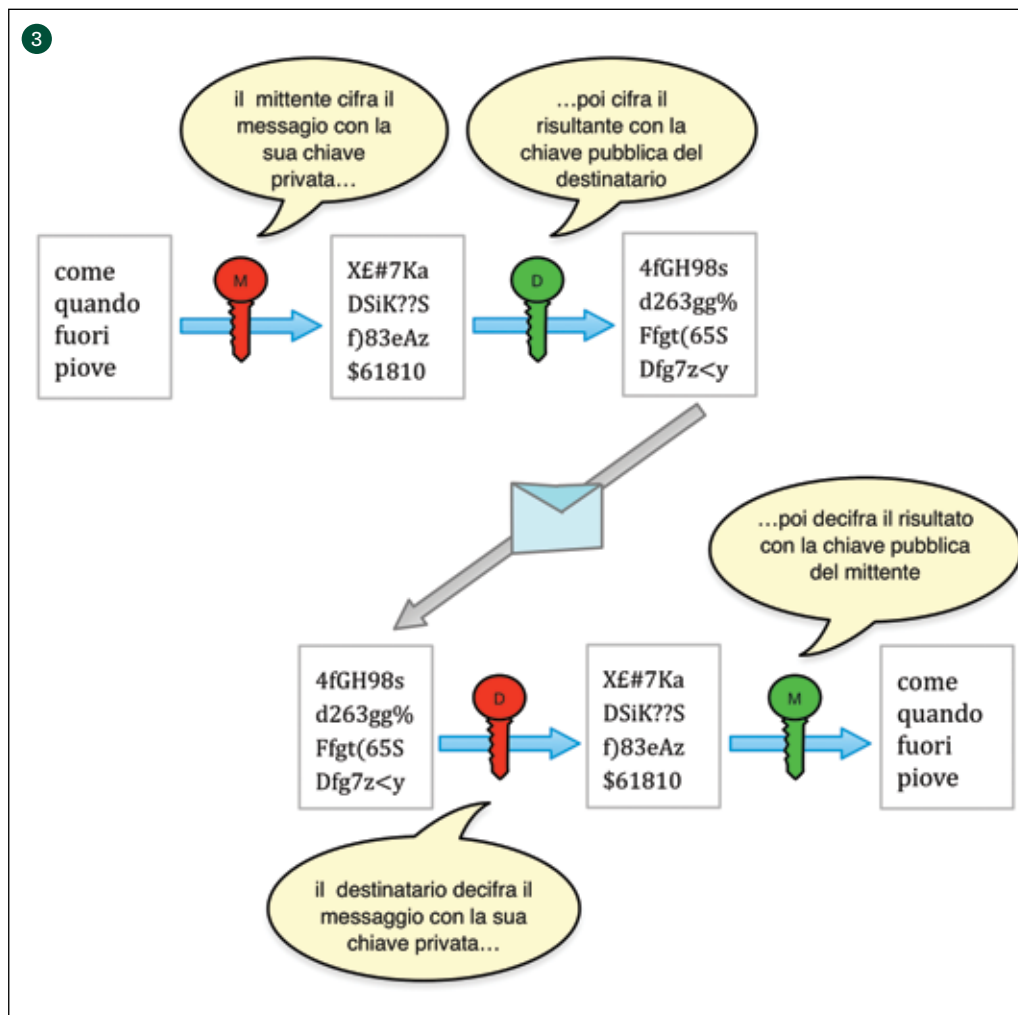 3
il mittente cifra il
messagio con la
sua chiave
privata…
…poi cifra il
risultante con la
chiave pubblica del
destinatario
come
quando
fuori
piove
M
X£#7Ka
DSiK??S
f)83eAz
$61810
D
4fGH98s
d263gg%
Ffgt(65S
Dfg7z<y
…poi decifra il risultato
con la chiave pubblica
del mittente
4fGH98s
d263gg%
Ffgt(65S
Dfg7z<y
D
X£#7Ka
DSiK??S
f)83eAz
$61810
M
come
quando
fuori
piove
il destinatario decifra il
messaggio con la sua
chiave privata…